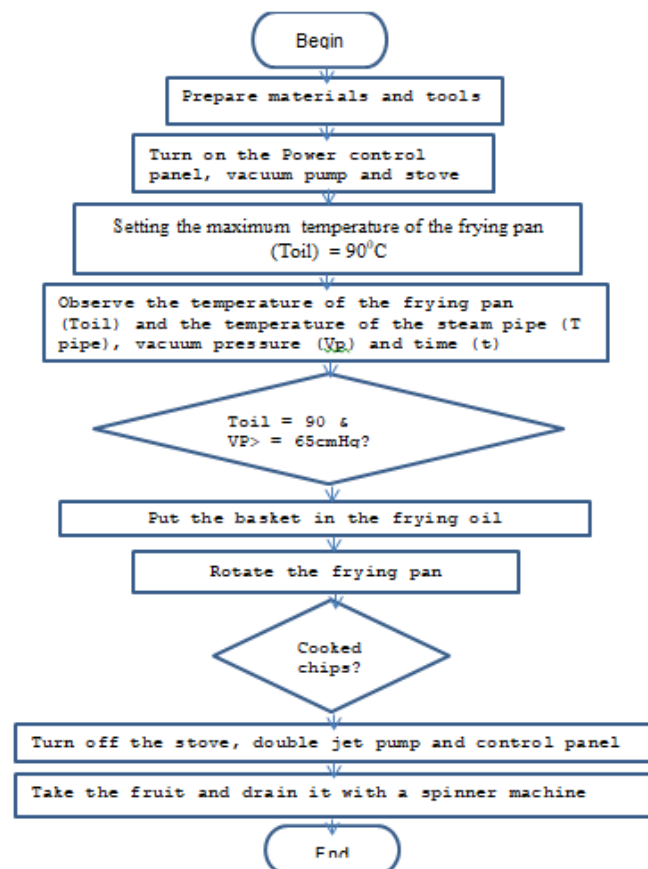 Begin
Prepare materials and tools
Turn on the Power control
panel, vacuum pump and stove
Setting the maximum temperature of the frying pan
(Toil) = 90⁰C
Observe the temperature of the frying pan
(Toil) and the temperature of the steam pipe (T
pipe), vacuum pressure (Vp) and time (t)
Toil = 90 &
VP> = 65cmHg?
Put the basket in the frying oil
Rotate the frying pan
Cooked
chips?
Turn off the stove, double jet pump and control panel
Take the fruit and drain it with a spinner machine
End